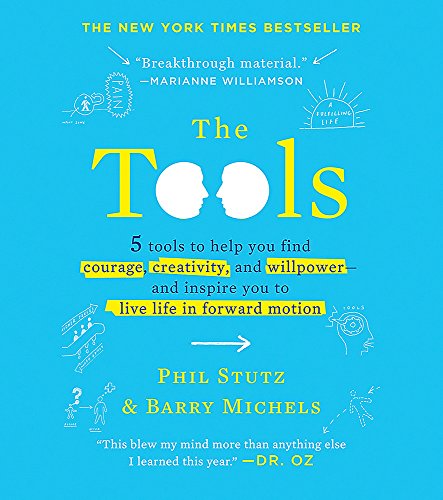 THE NEW YORK TIMES BESTSELLER
“Breakthrough material.”
—MARIANNE WILLIAMSON
PAIN
A FULFILLING LIFE
The
Tools
5 tools to help you find
courage, creativity, and willpower—
and inspire you to
live life in forward motion
TOOLS
HIGHER FORCES
PHIL STUTZ
& BARRY MICHELS
“This blew my mind more than anything else
I learned this year.” —DR. OZ